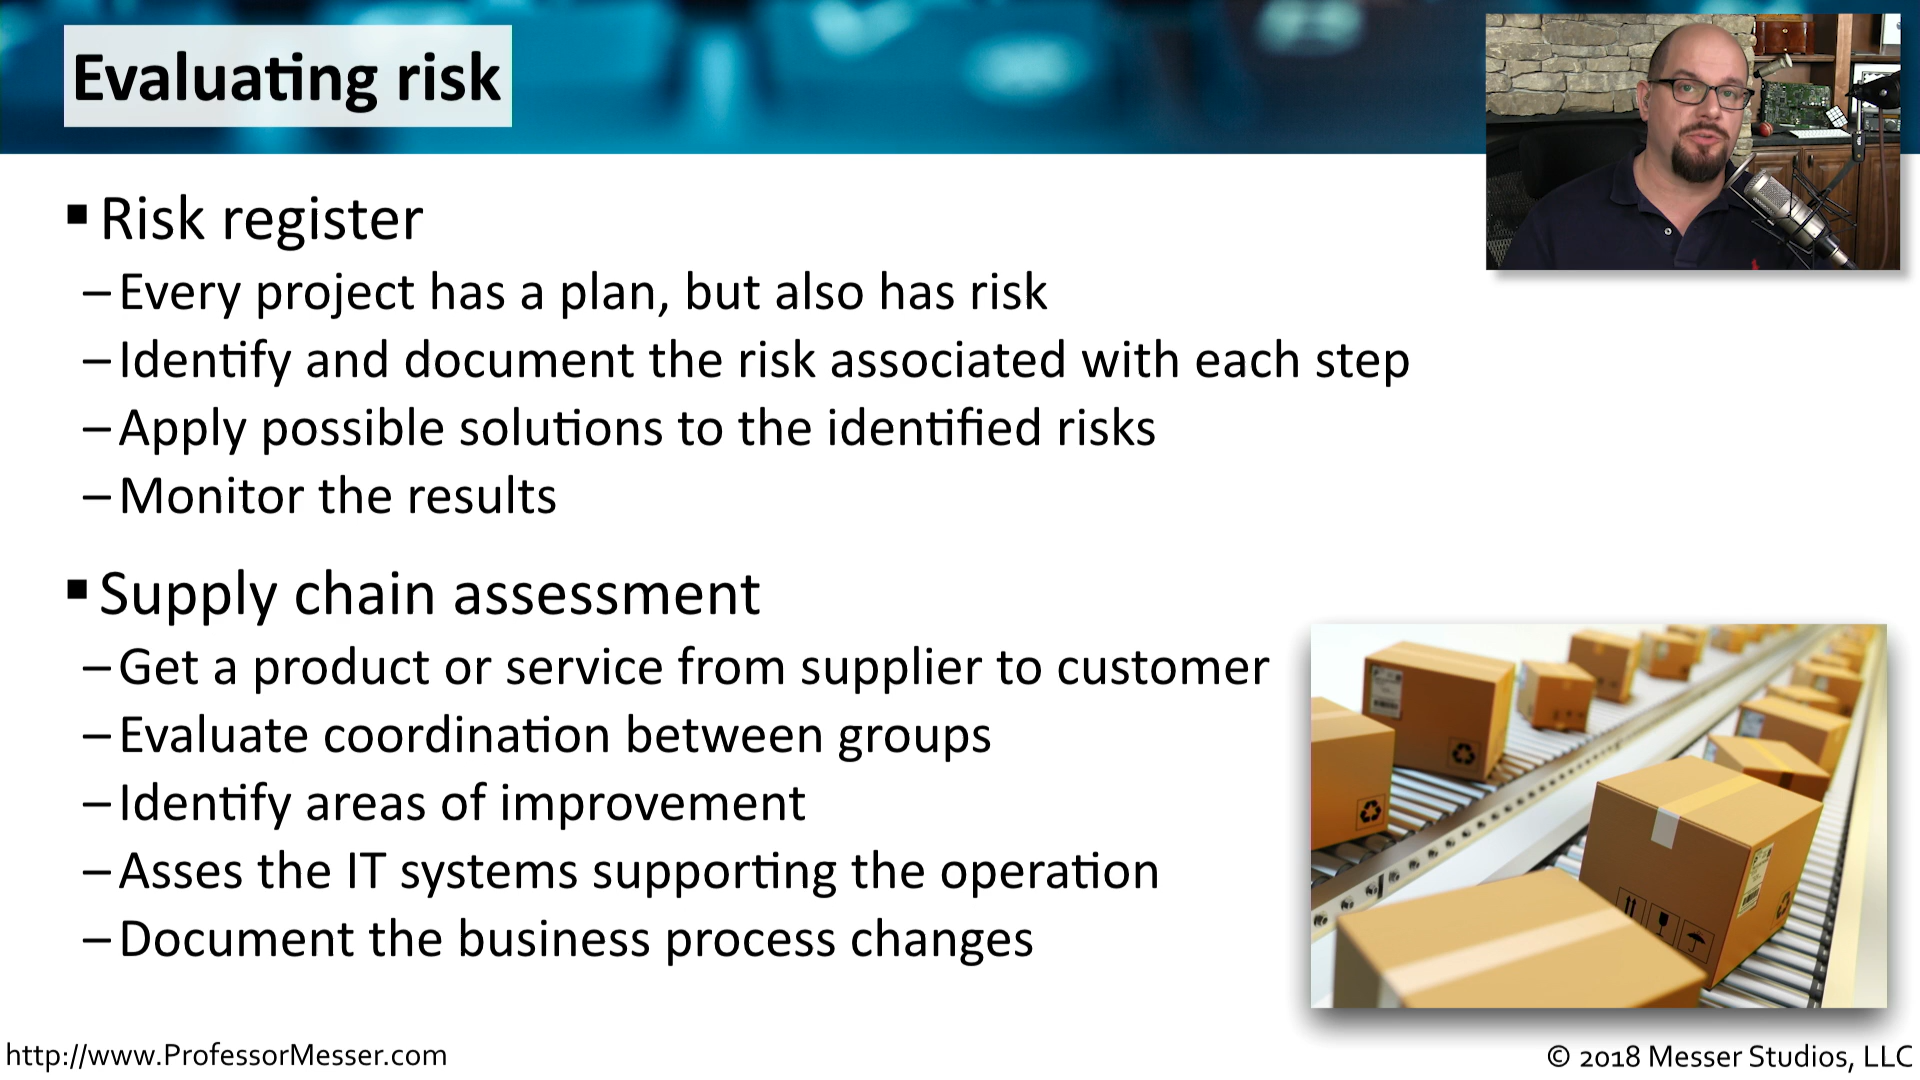 Evaluating risk
▪ Risk register
– Every project has a plan, but also has risk
– Identify and document the risk associated with each step
– Apply possible solutions to the identified risks
– Monitor the results
▪ Supply chain assessment
– Get a product or service from supplier to customer
– Evaluate coordination between groups
– Identify areas of improvement
– Asses the IT systems supporting the operation
– Document the business process changes
http://www.ProfessorMesser.com
© 2018 Messer Studios, LLC